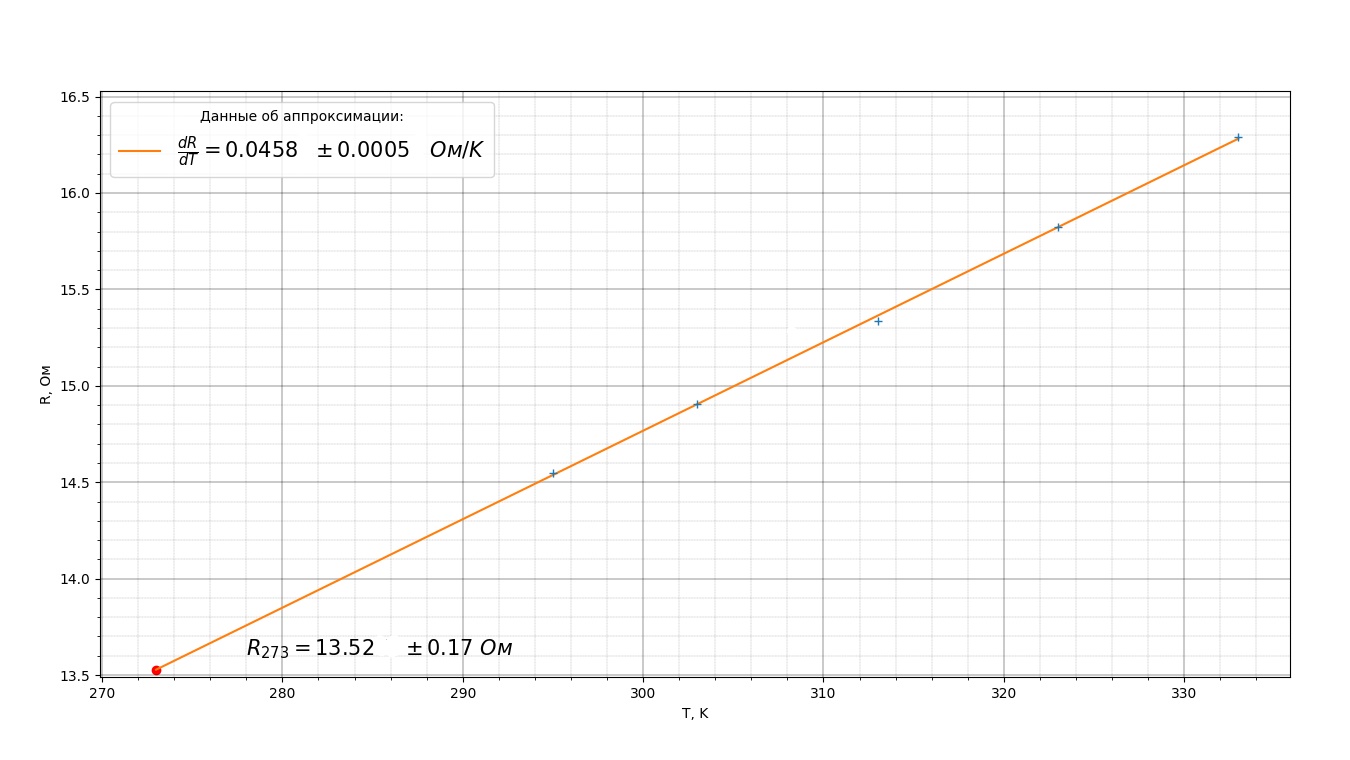 Данные об аппроксимации:
dR/dT = 0.0458 ± 0.0005 Ом/K
16.5
16.0
15.5
15.0
14.5
14.0
13.5
R, Ом
R₂₇₃ = 13.52 ± 0.17 Ом
270 280 290 300 310 320 330
T, K